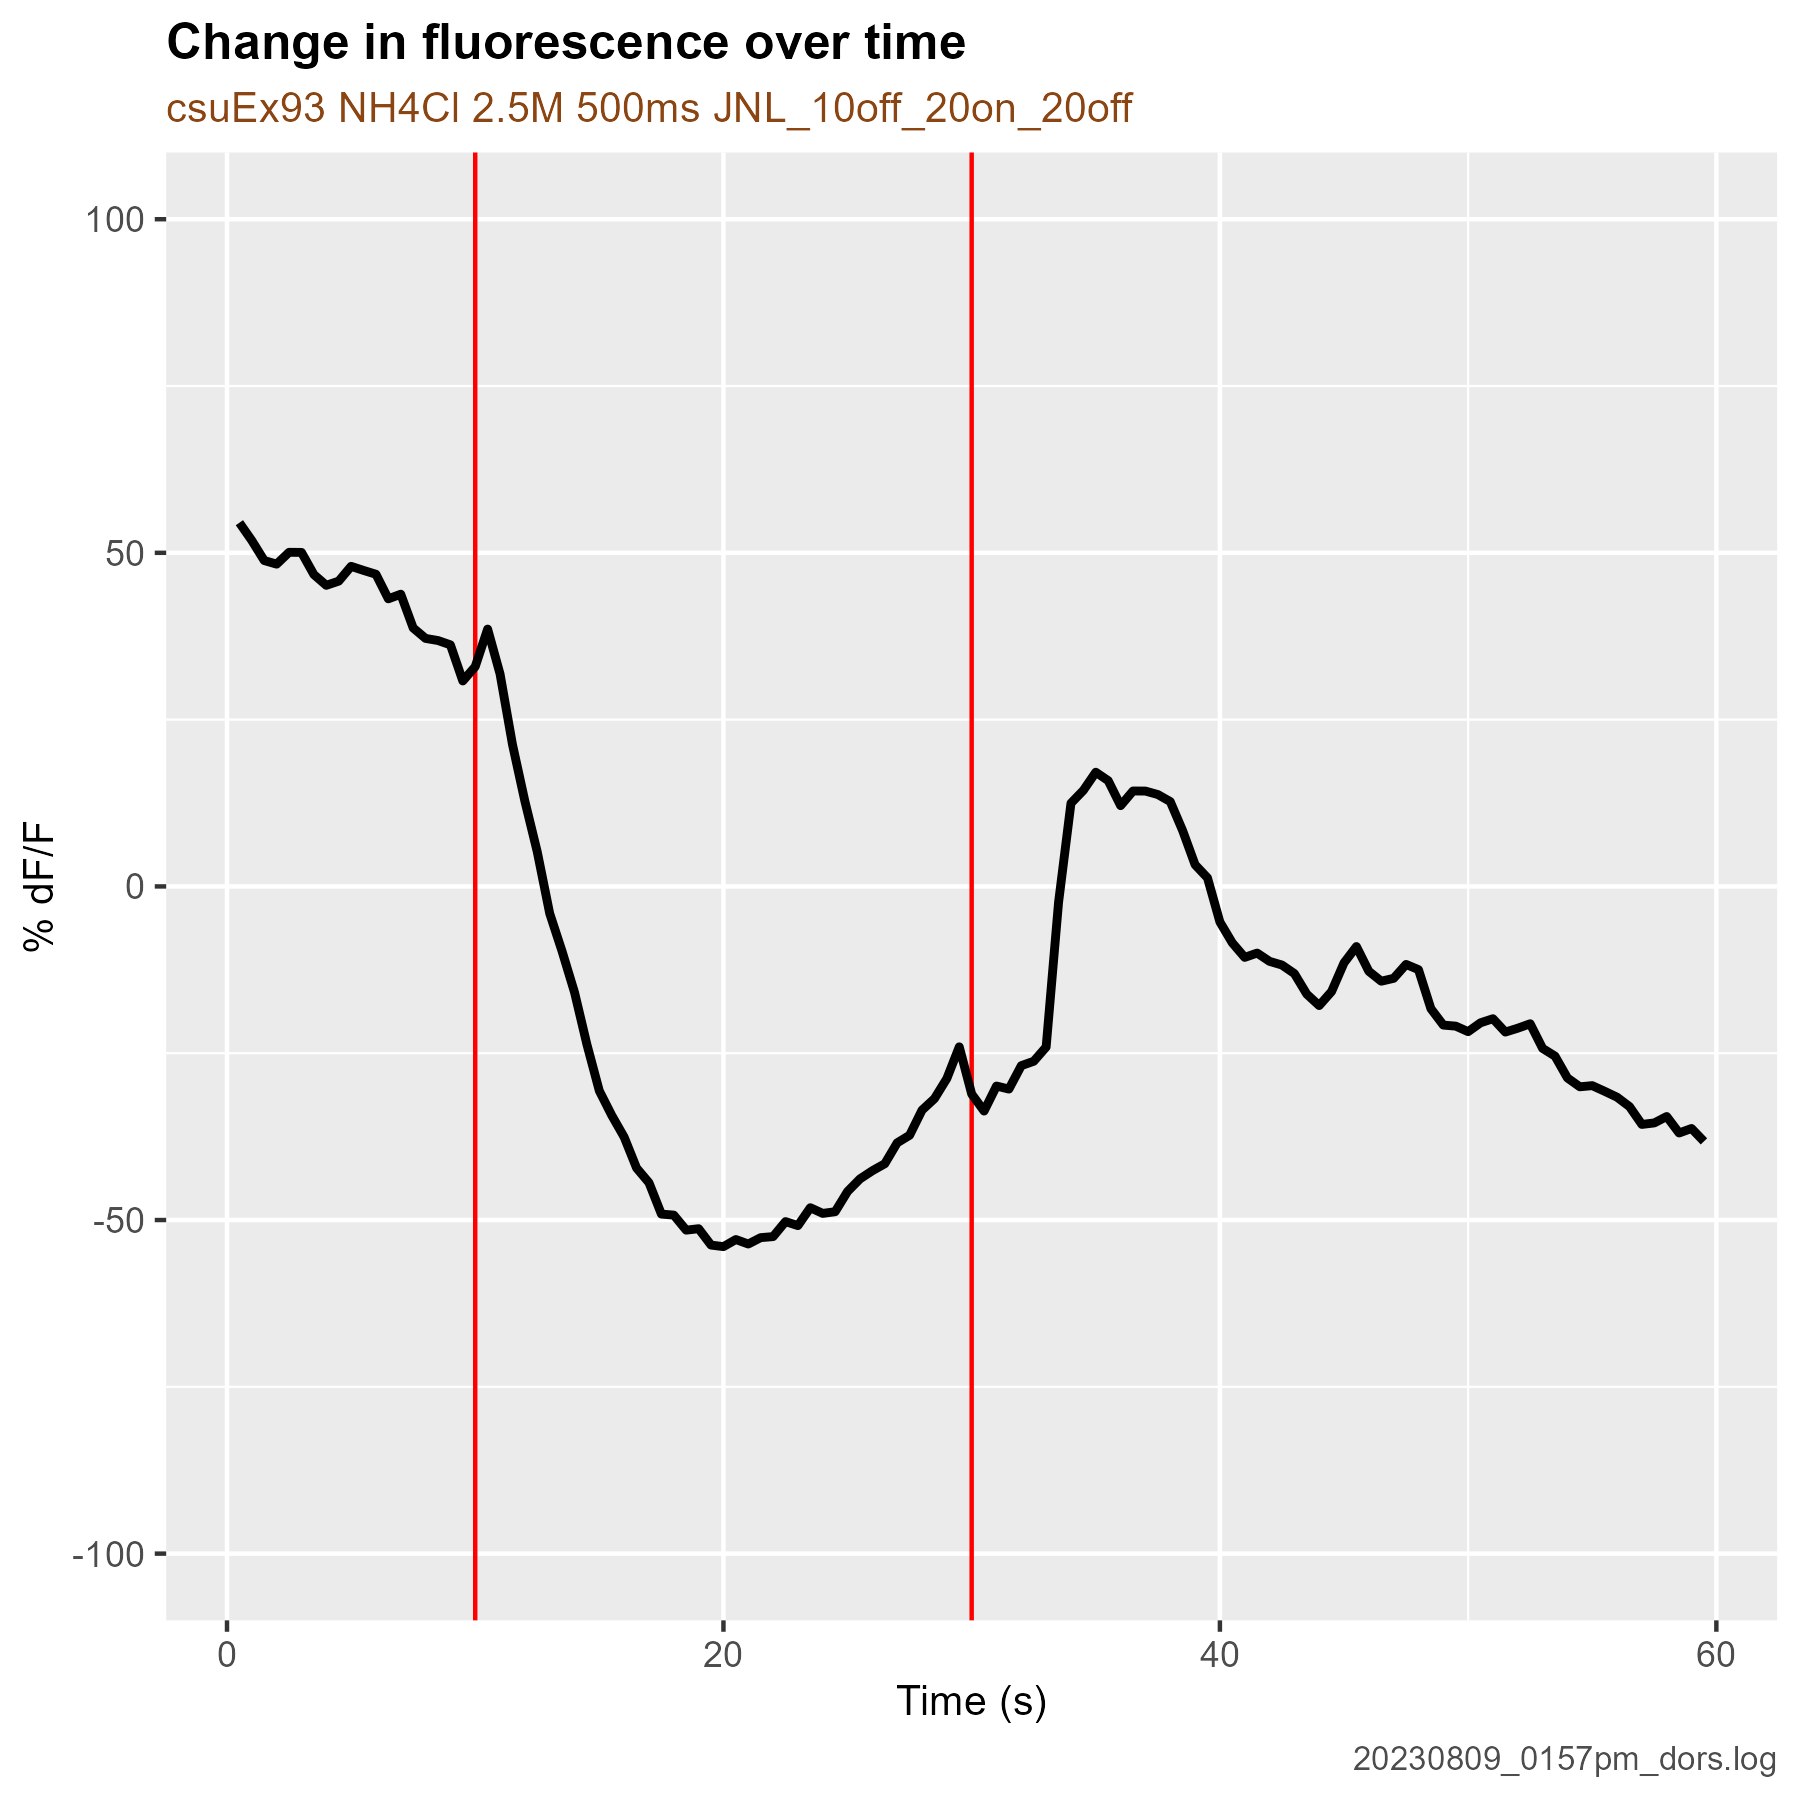 Change in fluorescence over time
csuEx93 NH4Cl 2.5M 500ms JNL_10off_20on_20off
% dF/F
100
50
0
-50
-100
0 20 40 60
Time (s)
20230809_0157pm_dors.log